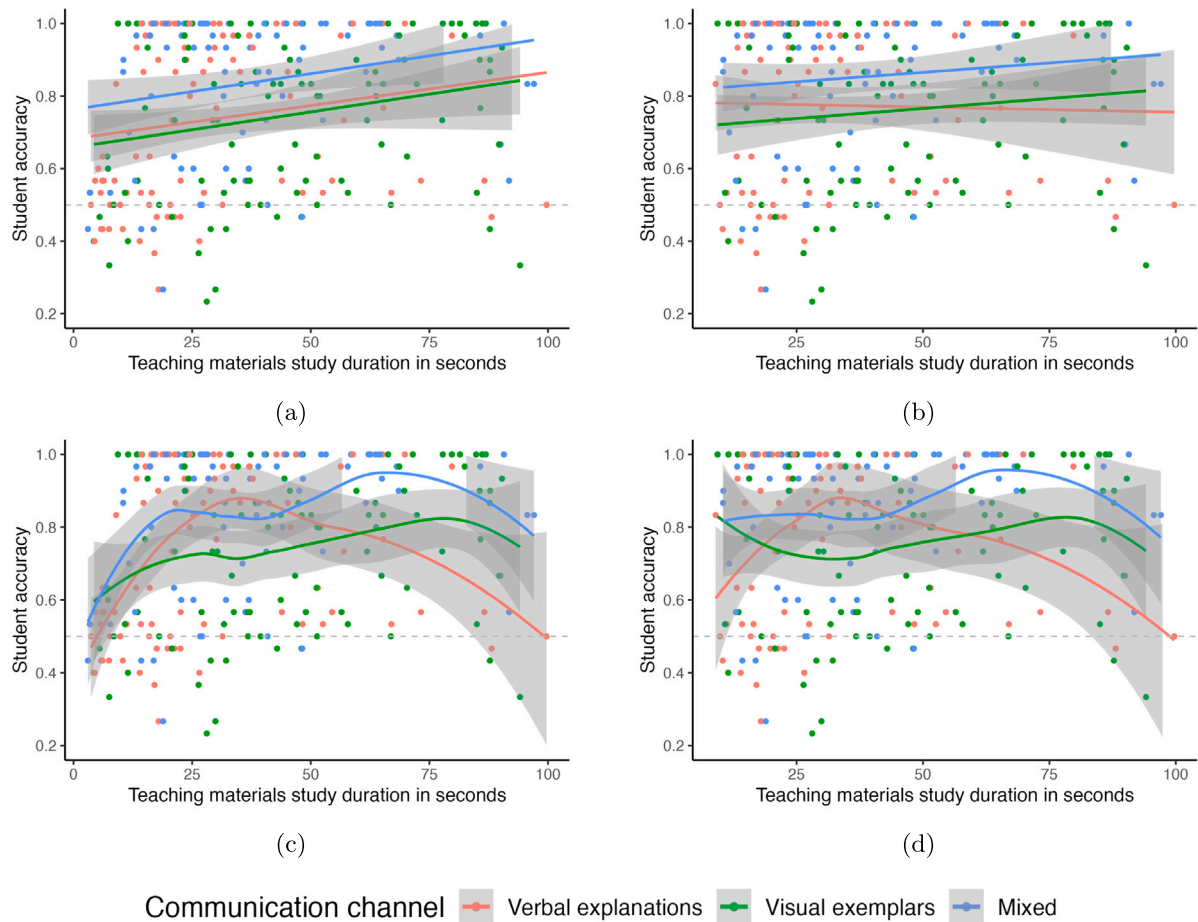 1.0
0.8
0.6
0.4
0.2
Student accuracy
0 25 50 75 100
Teaching materials study duration in seconds
(a)
1.0
0.8
0.6
0.4
0.2
Student accuracy
25 50 75 100
Teaching materials study duration in seconds
(b)
1.0
0.8
0.6
0.4
0.2
Student accuracy
0 25 50 75 100
Teaching materials study duration in seconds
(c)
1.0
0.8
0.6
0.4
0.2
Student accuracy
25 50 75 100
Teaching materials study duration in seconds
(d)
Communication channel Verbal explanations Visual exemplars Mixed